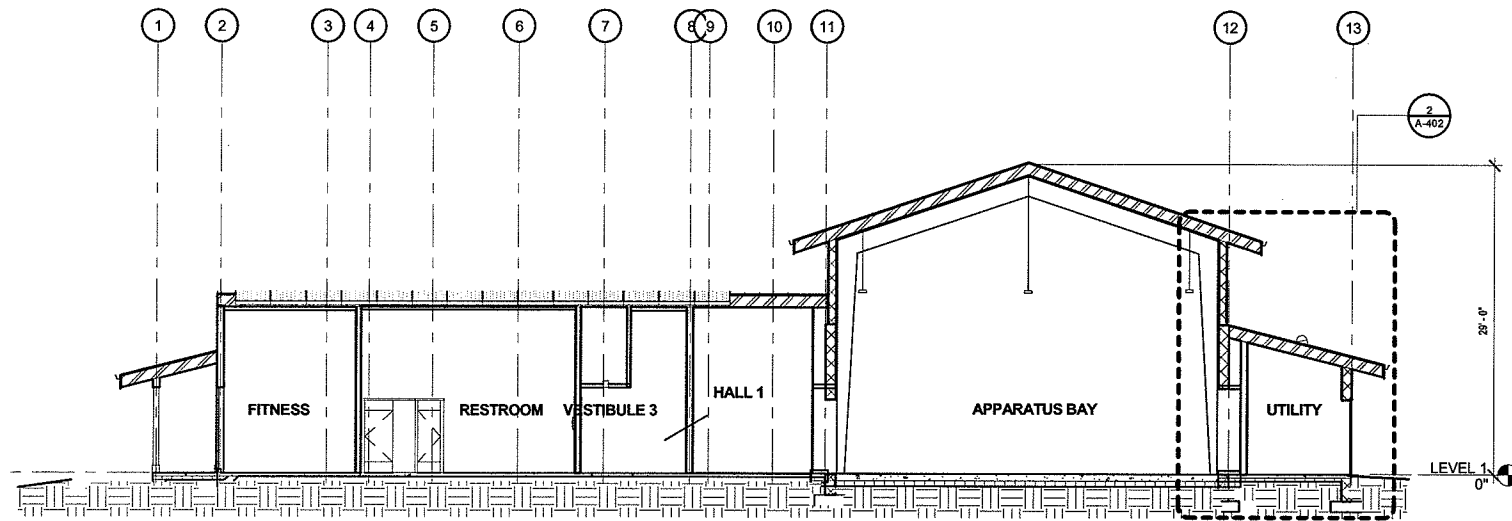 1
2
3
4
5
6
7
8
9
10
11
12
13
2
A-402
29'-0"
FITNESS
RESTROOM
VESTIBULE 3
HALL 1
APPARATUS BAY
UTILITY
LEVEL 1
0"